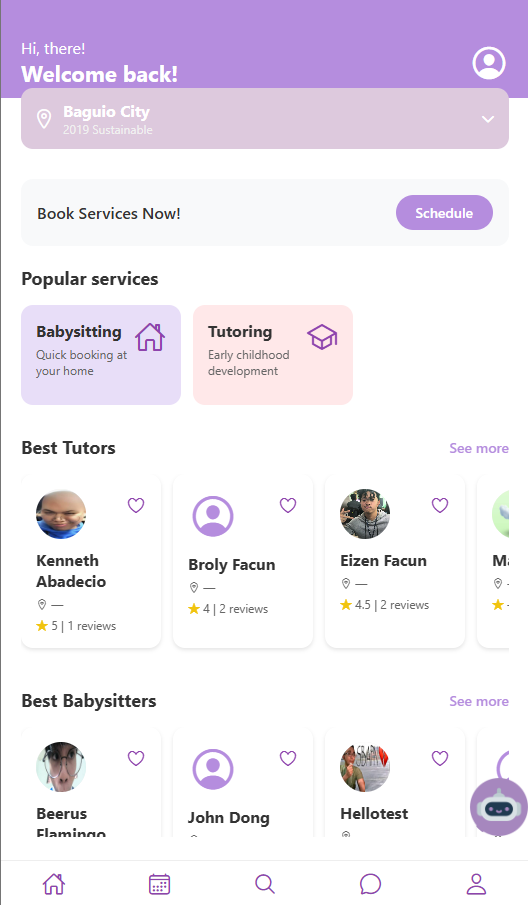 Hi, there!
Welcome back!
Baguio City
2019 Sustainable
Book Services Now!
Schedule
Popular services
Babysitting
Quick booking at
your home
Tutoring
Early childhood
development
Best Tutors
See more
Kenneth
Abadecio
—
5 | 1 reviews
Broly Facun
—
4 | 2 reviews
Eizen Facun
—
4.5 | 2 reviews
Best Babysitters
See more
Beerus
Flamingo
John Dong
Hellotest